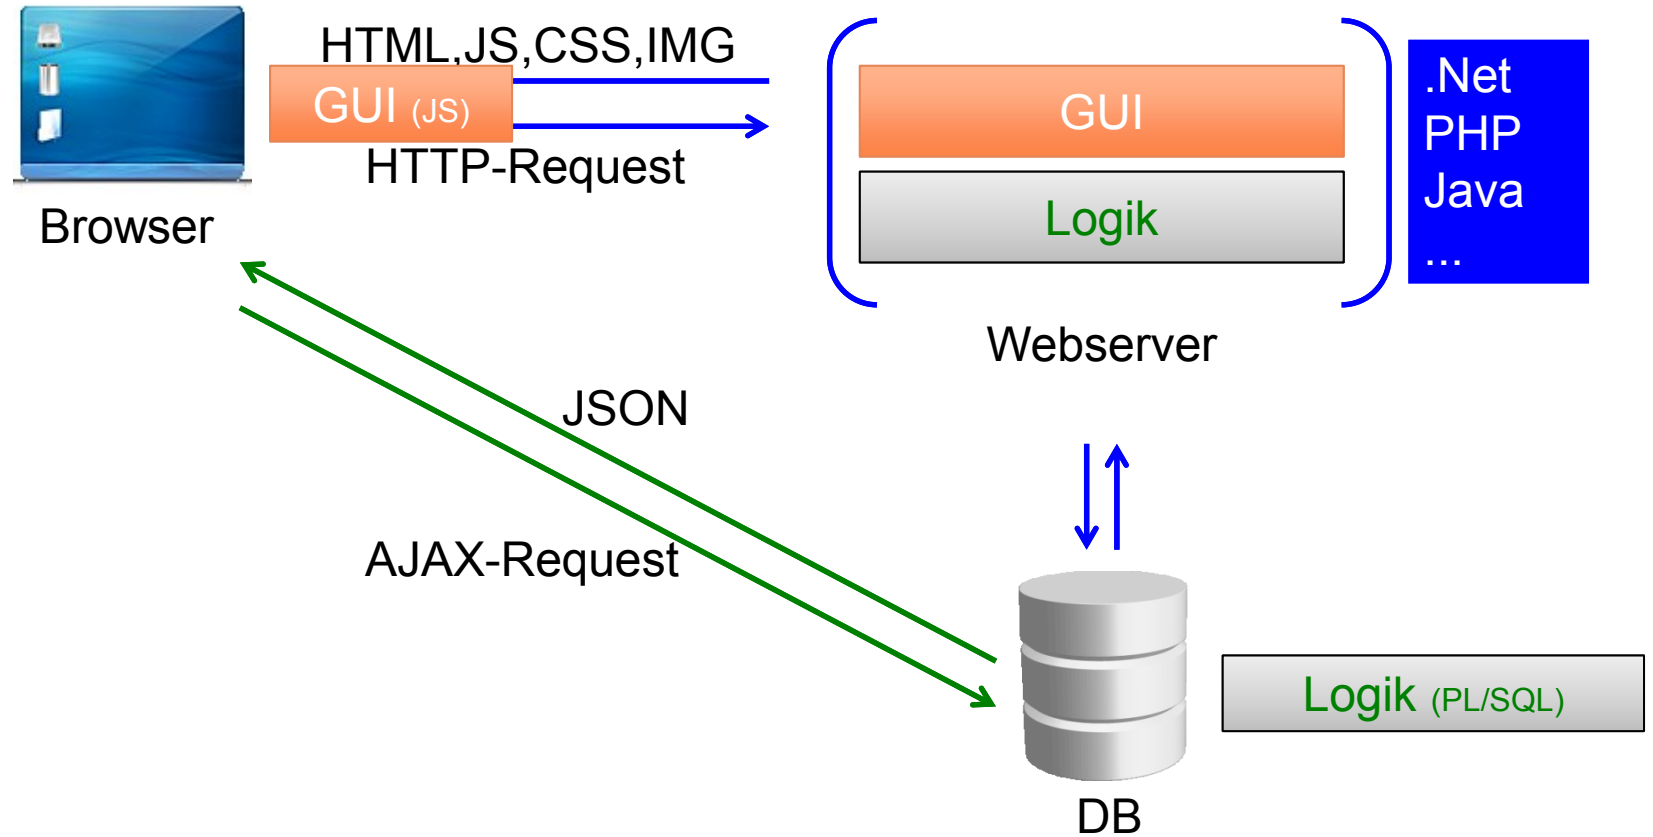 HTML,JS,CSS,IMG
GUI (JS)
HTTP-Request
Browser
GUI
Logik
.Net
PHP
Java
...
Webserver
JSON
AJAX-Request
Logik (PL/SQL)
DB